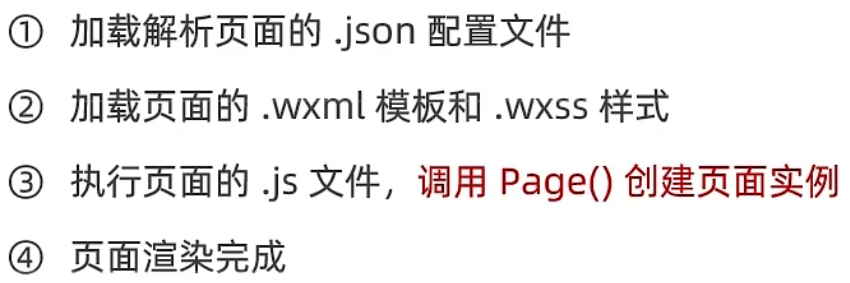 ① 加载解析页面的 .json 配置文件
② 加载页面的 .wxml 模板和 .wxss 样式
③ 执行页面的 .js 文件，调用 Page() 创建页面实例
④ 页面渲染完成